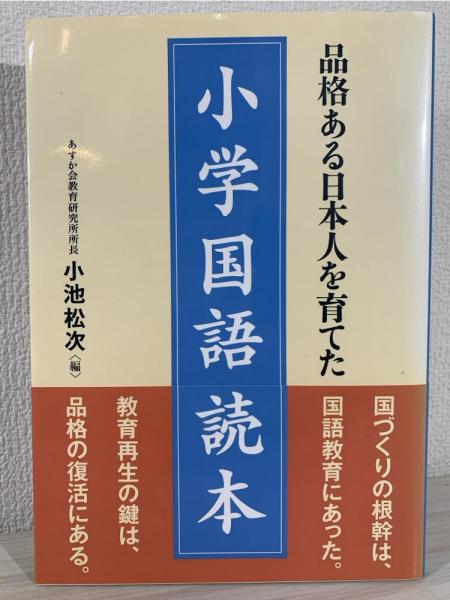 品格ある日本人を育てた
小学国語読本
あすか会教育研究所所長 小池松次〈編〉
国づくりの根幹は、
国語教育にあった。
教育再生の鍵は、
品格の復活にある。